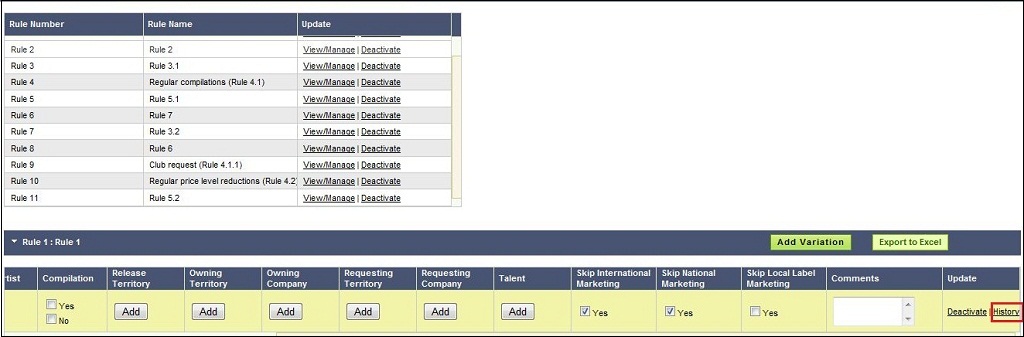 Rule Number Rule Name Update
View/Manage | Deactivate
Rule 2 Rule 2 View/Manage | Deactivate
Rule 3 Rule 3.1 View/Manage | Deactivate
Rule 4 Regular compilations (Rule 4.1) View/Manage | Deactivate
Rule 5 Rule 5.1 View/Manage | Deactivate
Rule 6 Rule 7 View/Manage | Deactivate
Rule 7 Rule 3.2 View/Manage | Deactivate
Rule 8 Rule 6 View/Manage | Deactivate
Rule 9 Club request (Rule 4.1.1) View/Manage | Deactivate
Rule 10 Regular price level reductions (Rule 4.2) View/Manage | Deactivate
Rule 11 Rule 5.2 View/Manage | Deactivate
Rule 1 : Rule 1 Add Variation Export to Excel
tist Compilation Release Territory Owning Territory Owning Company Requesting Territory Requesting Company Talent Skip International Marketing Skip National Marketing Skip Local Label Marketing Comments Update
Yes
No
Add Add Add Add Add Add Yes Yes Yes Deactivate | History